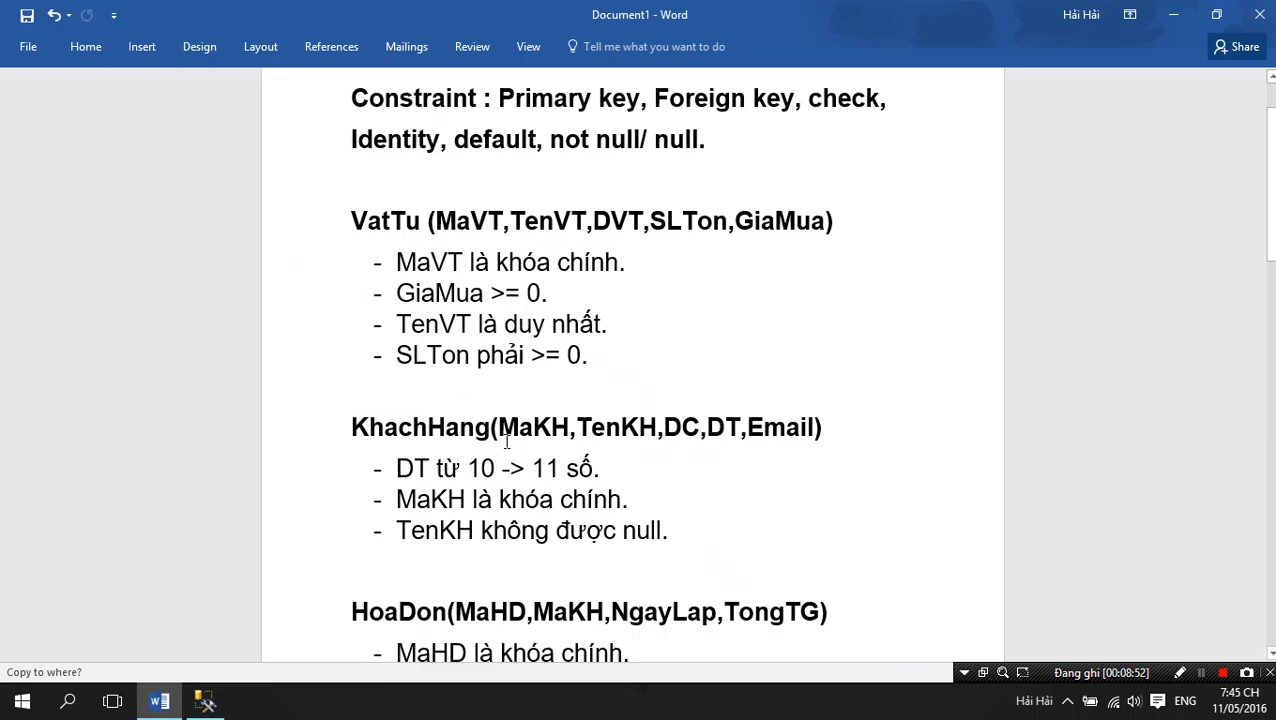 Document1 - Word
Hải Hải
File Home Insert Design Layout References Mailings Review View Tell me what you want to do
Share
Constraint : Primary key, Foreign key, check,
Identity, default, not null/ null.
VatTu (MaVT,TenVT,DVT,SLTon,GiaMua)
- MaVT là khóa chính.
- GiaMua >= 0.
- TenVT là duy nhất.
- SLTon phải >= 0.
KhachHang(MaKH,TenKH,DC,DT,Email)
- DT từ 10 -> 11 số.
- MaKH là khóa chính.
- TenKH không được null.
HoaDon(MaHD,MaKH,NgayLap,TongTG)
- MaHD là khóa chính.
Copy to where?
Đang ghi (00:08:52)
Hải Hải
ENG
7:45 CH
11/05/2016